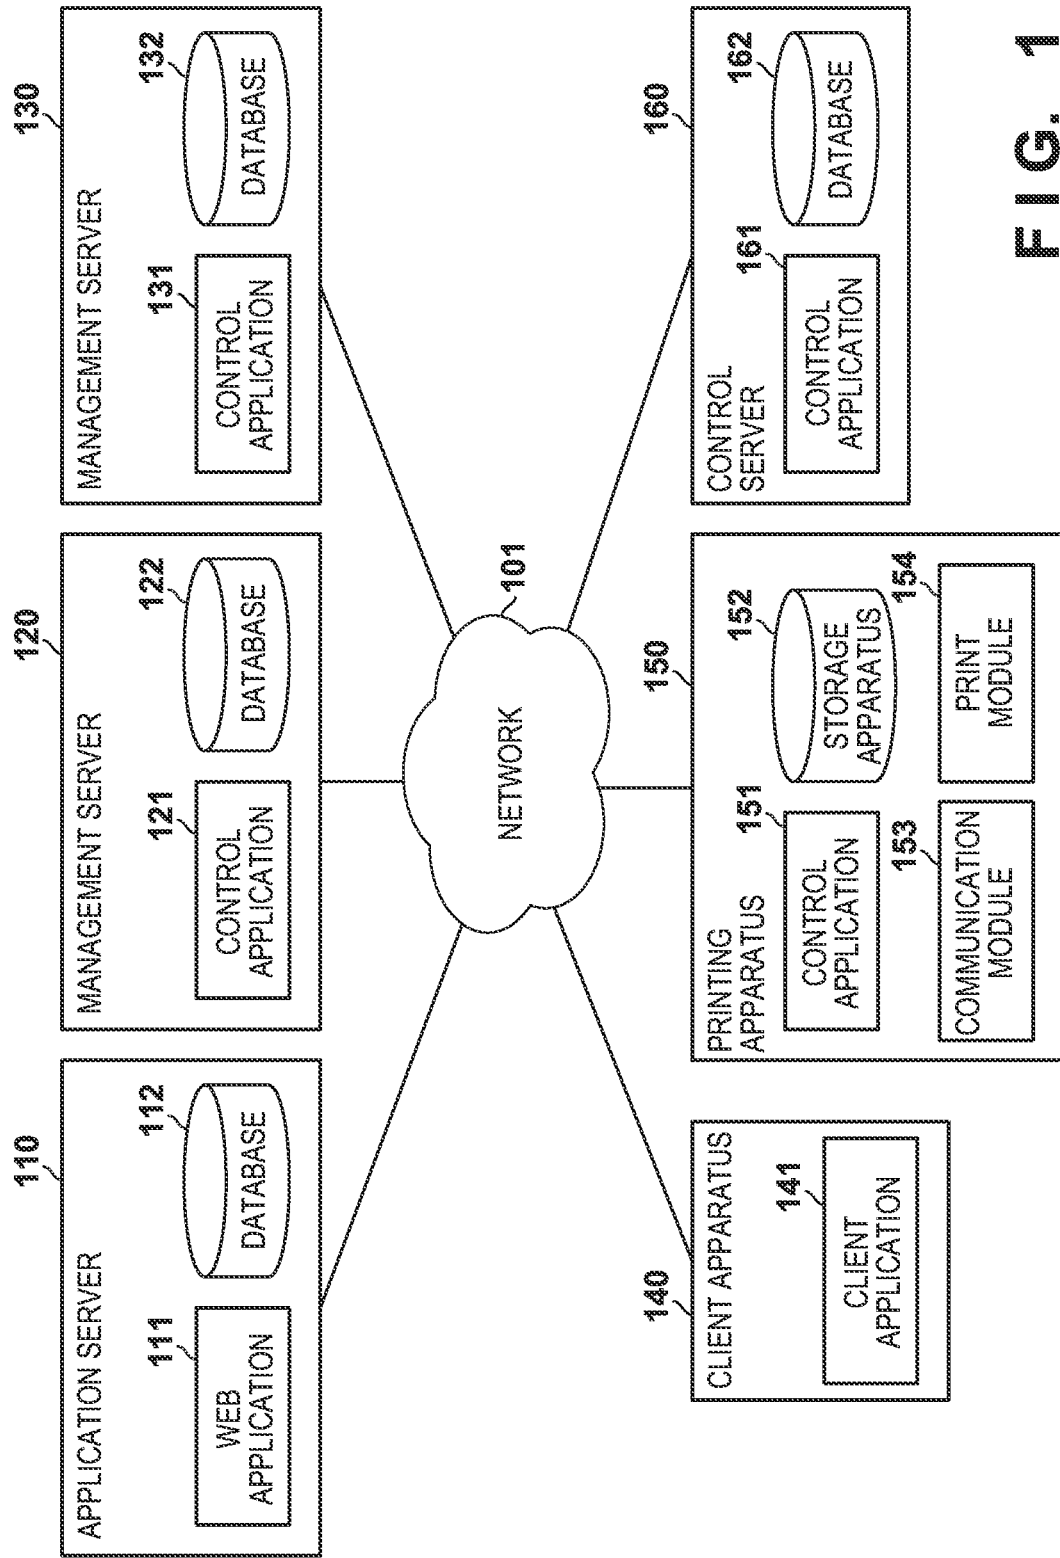 110
APPLICATION SERVER
111
WEB
APPLICATION
112
DATABASE
120
MANAGEMENT SERVER
121
CONTROL
APPLICATION
122
DATABASE
130
MANAGEMENT SERVER
131
CONTROL
APPLICATION
132
DATABASE
NETWORK
101
140
CLIENT APPARATUS
141
CLIENT
APPLICATION
150
PRINTING
APPARATUS
151
CONTROL
APPLICATION
152
STORAGE
APPARATUS
153
COMMUNICATION
MODULE
154
PRINT
MODULE
160
CONTROL
SERVER
161
CONTROL
APPLICATION
162
DATABASE
FIG. 1